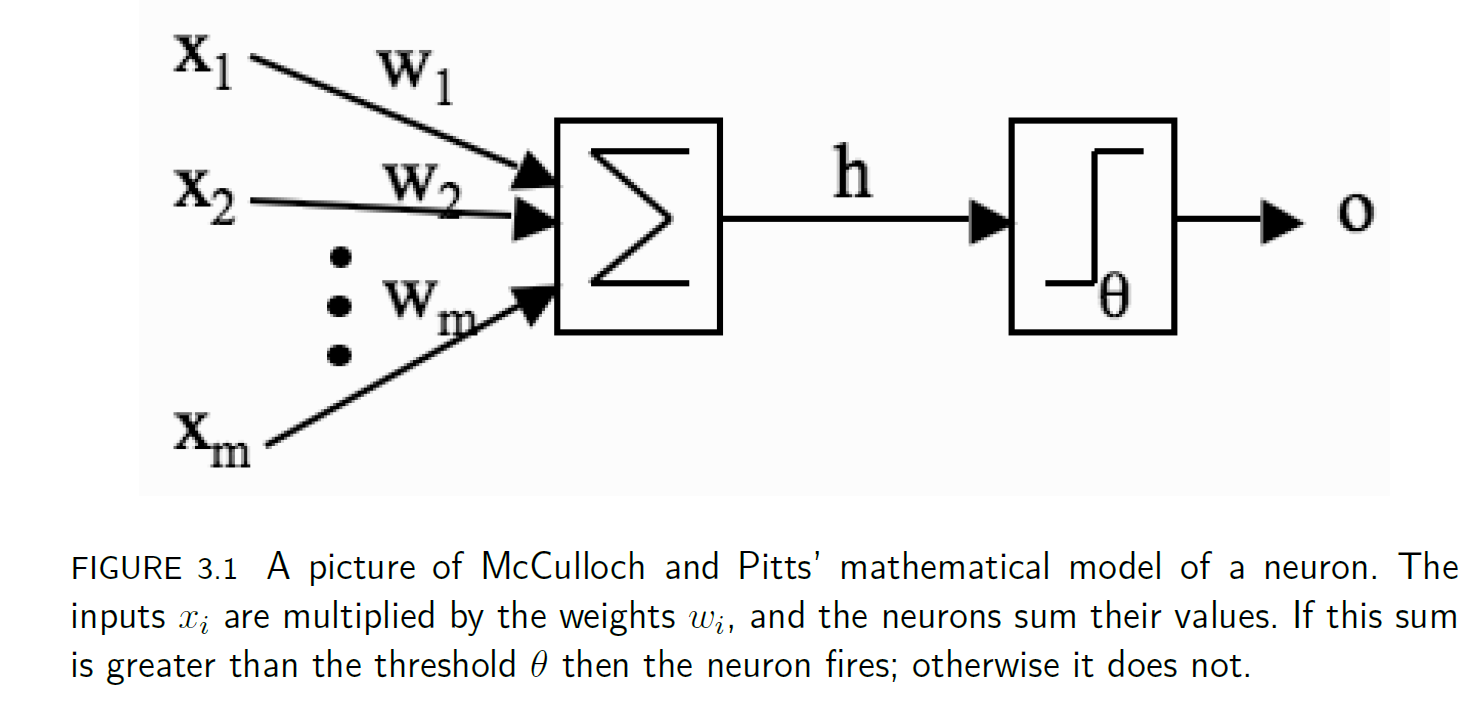 x₁
w₁
x₂
w₂
wₘ
xₘ
Σ
h
θ
o
FIGURE 3.1 A picture of McCulloch and Pitts' mathematical model of a neuron. The
inputs xᵢ are multiplied by the weights wᵢ, and the neurons sum their values. If this sum
is greater than the threshold θ then the neuron fires; otherwise it does not.